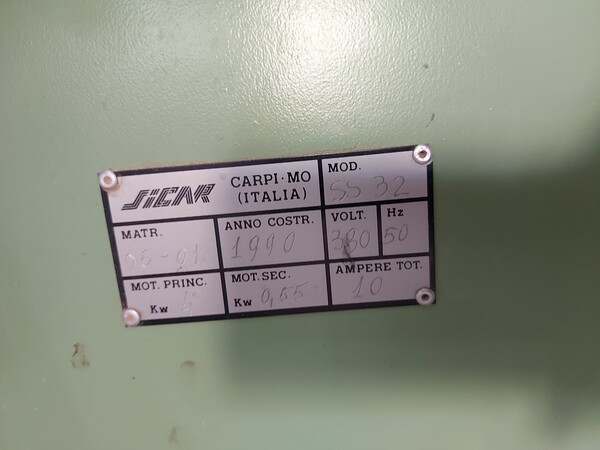 SICAR
CARPI·MO
(ITALIA)
MOD.
SS 32
MATR.
ANNO COSTR.
1990
VOLT.
380
Hz
50
MOT. PRINC.
Kw 4
MOT. SEC.
Kw 0,55
AMPERE TOT.
10